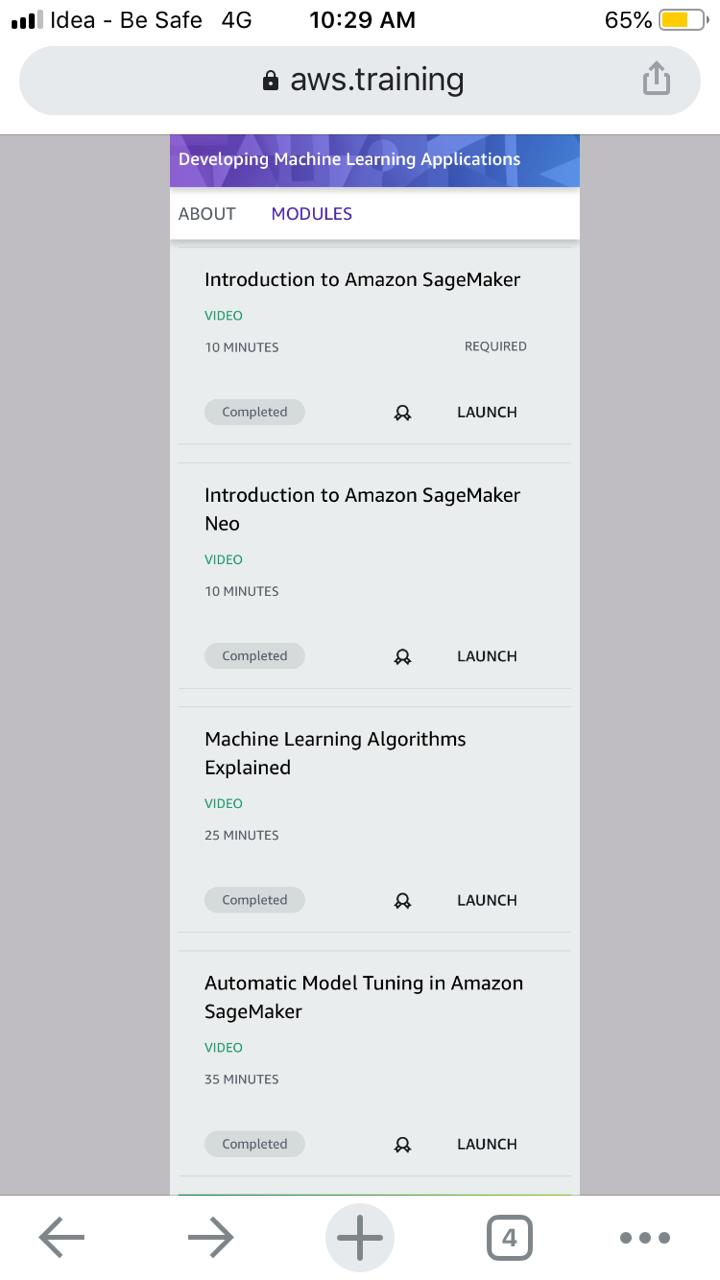 Idea - Be Safe 4G 10:29 AM 65%
aws.training
Developing Machine Learning Applications
ABOUT MODULES
Introduction to Amazon SageMaker
VIDEO
10 MINUTES REQUIRED
Completed LAUNCH
Introduction to Amazon SageMaker
Neo
VIDEO
10 MINUTES
Completed LAUNCH
Machine Learning Algorithms
Explained
VIDEO
25 MINUTES
Completed LAUNCH
Automatic Model Tuning in Amazon
SageMaker
VIDEO
35 MINUTES
Completed LAUNCH
4